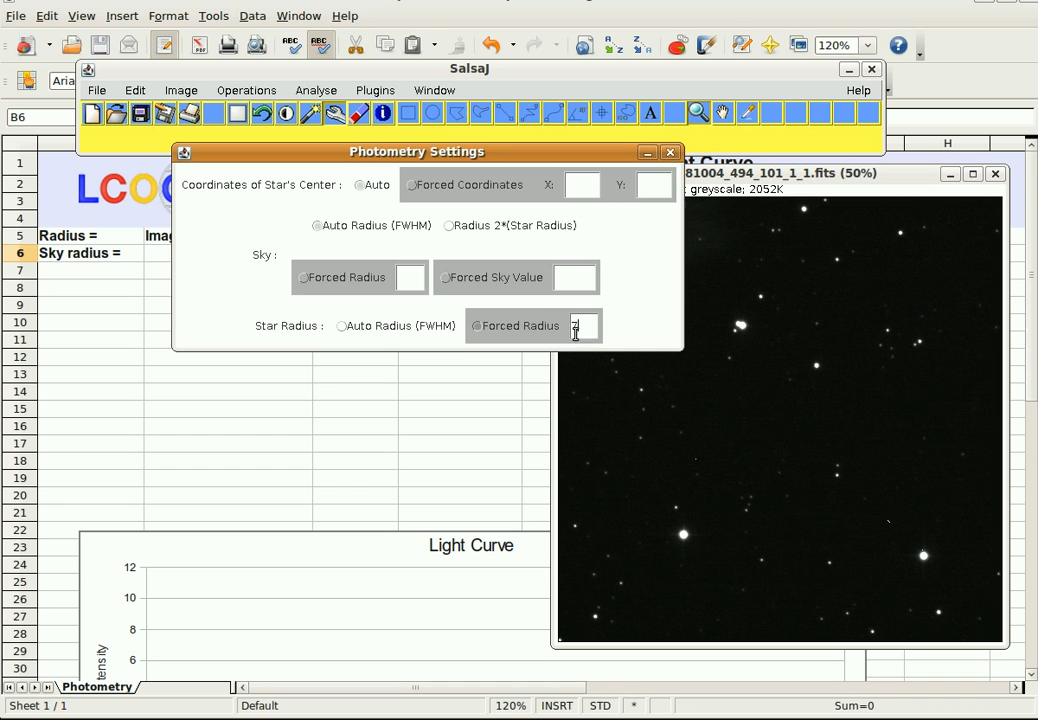 File Edit View Insert Format Tools Data Window Help
120%
SalsaJ
Aria
File Edit Image Operations Analyse Plugins Window Help
B6
Photometry Settings
H
t Curve
81004_494_101_1_1.fits (50%)
greyscale; 2052K
LCO
Coordinates of Star's Center : Auto Forced Coordinates X: Y:
Auto Radius (FWHM) Radius 2*(Star Radius)
Sky :
Forced Radius Forced Sky Value
Star Radius : Auto Radius (FWHM) Forced Radius
1
2
3
4
5 Radius = Imag
6 Sky radius =
7
8
9
10
11
12
13
14
15
16
17
18
19
20
21
22
23
24
25
26
27
28
29
30
Light Curve
12
10
8
6
tensity
Photometry
Sheet 1 / 1 Default 120% INSRT STD * Sum=0